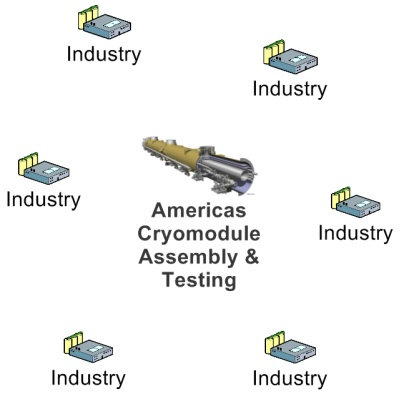 Industry
Industry
Industry
Americas
Cryomodule
Assembly &
Testing
Industry
Industry
Industry